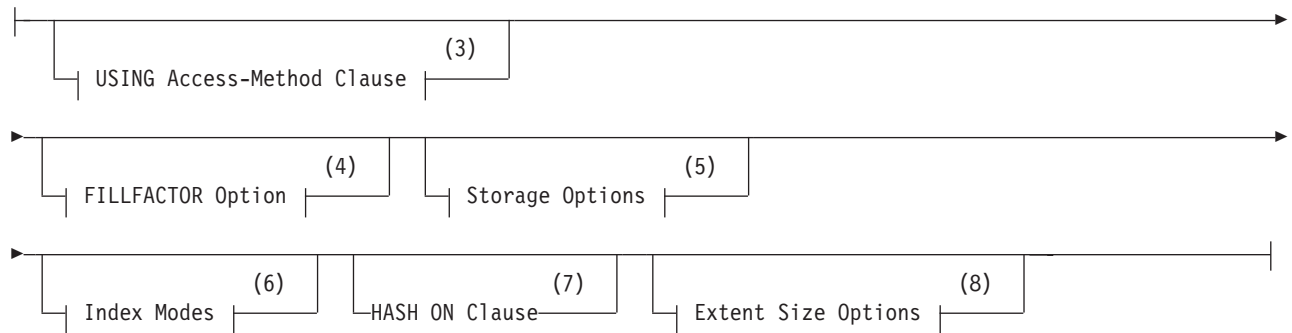 (3)
USING Access-Method Clause
(4) (5)
FILLFACTOR Option Storage Options
(6) (7) (8)
Index Modes HASH ON Clause Extent Size Options